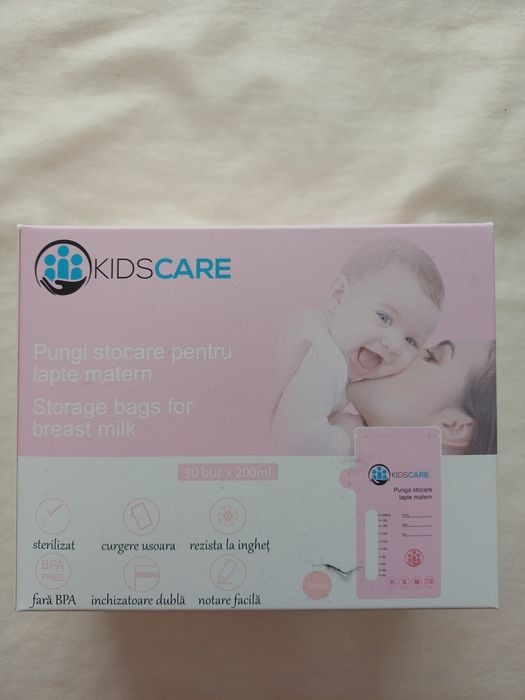 KIDSCARE
Pungi stocare pentru
lapte matern
Storage bags for
breast milk
30 buc x 200ml
KIDSCARE
Punga stocare
lapte matern
sterilizat
curgere usoara
rezista la îngheț
BPA
FREE
fară BPA
inchizatoare dublă
notare facilă